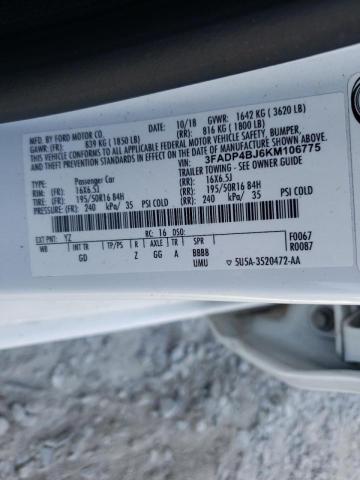 MFD. BY FORD MOTOR CO.
10/18 GVWR: 1642 KG ( 3620 LB)
GAWR: (FR): 839 KG ( 1850 LB) (RR): 816 KG ( 1800 LB)
THIS VEHICLE CONFORMS TO ALL APPLICABLE FEDERAL MOTOR VEHICLE SAFETY, BUMPER,
AND THEFT PREVENTION STANDARDS IN EFFECT ON THE DATE OF MANUFACTURE SHOWN ABOVE.
VIN: 3FADP4BJ6KM106775
TYPE: Passenger Car TRAILER TOWING - SEE OWNER GUIDE
RIMS: (FR): 16X6.5J (RR): 16X6.5J
TIRES: (FR): 195/50R16 84H (RR): 195/50R16 84H
PRESSURE: (FR): 240 kPa/ 35 PSI COLD (RR): 240 kPa/ 35 PSI COLD
EXT PNT: YZ RC: 16 DSO: F0067
WB INT TR TP/PS R AXLE TR SPR R0087
GD Z GG A BBBB
UMU 5U5A-3520472-AA